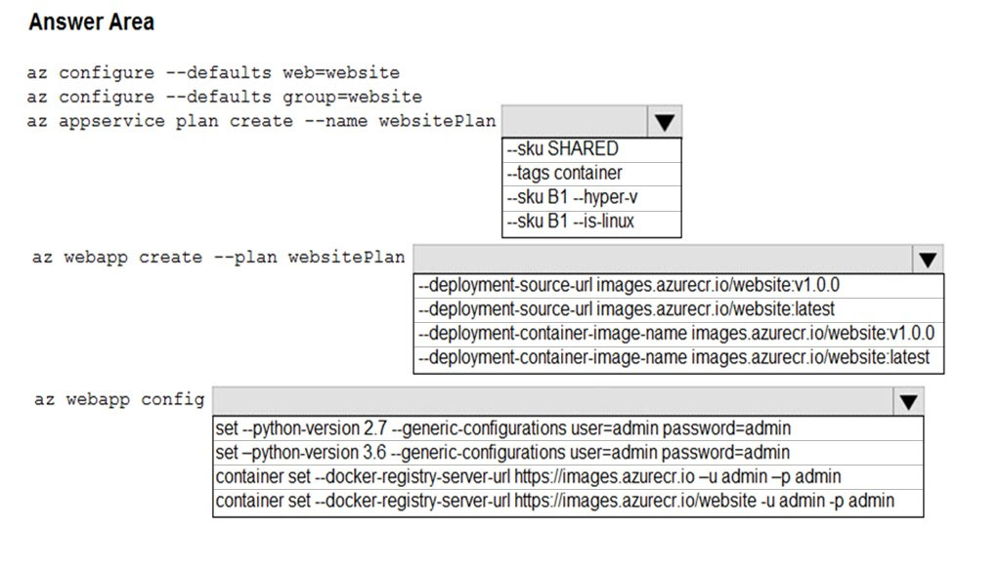 Answer Area
az configure --defaults web=website
az configure --defaults group=website
az appservice plan create --name websitePlan
--sku SHARED
--tags container
--sku B1 --hyper-v
--sku B1 --is-linux
az webapp create --plan websitePlan
--deployment-source-url images.azurecr.io/website:v1.0.0
--deployment-source-url images.azurecr.io/website:latest
--deployment-container-image-name images.azurecr.io/website:v1.0.0
--deployment-container-image-name images.azurecr.io/website:latest
az webapp config
set --python-version 2.7 --generic-configurations user=admin password=admin
set –python-version 3.6 --generic-configurations user=admin password=admin
container set --docker-registry-server-url https://images.azurecr.io –u admin –p admin
container set --docker-registry-server-url https://images.azurecr.io/website -u admin -p admin